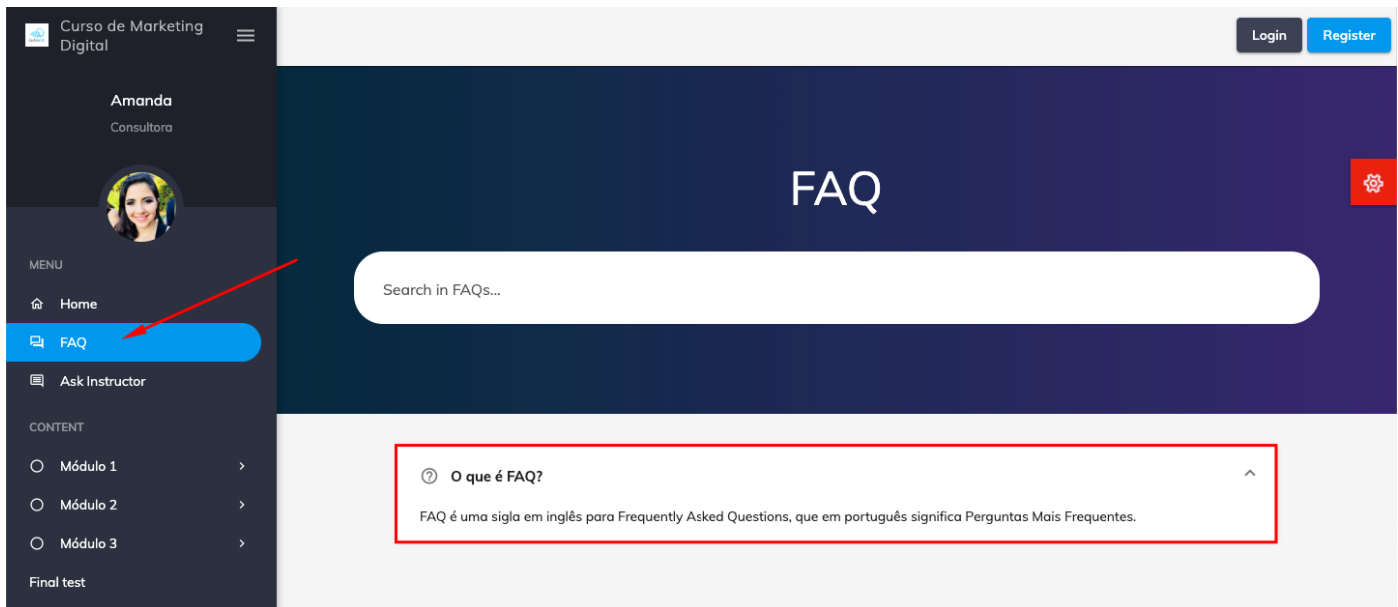 Curso de Marketing
Digital
Login
Register
Amanda
Consultora
FAQ
Search in FAQs...
MENU
Home
FAQ
Ask Instructor
CONTENT
Módulo 1
Módulo 2
Módulo 3
Final test
O que é FAQ?
FAQ é uma sigla em inglês para Frequently Asked Questions, que em português significa Perguntas Mais Frequentes.